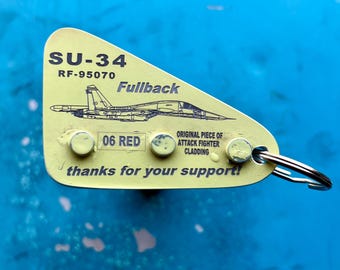 SU-34
RF-95070
Fullback
06 RED
ORIGINAL PIECE OF
ATTACK FIGHTER
CLADDING
thanks for your support!